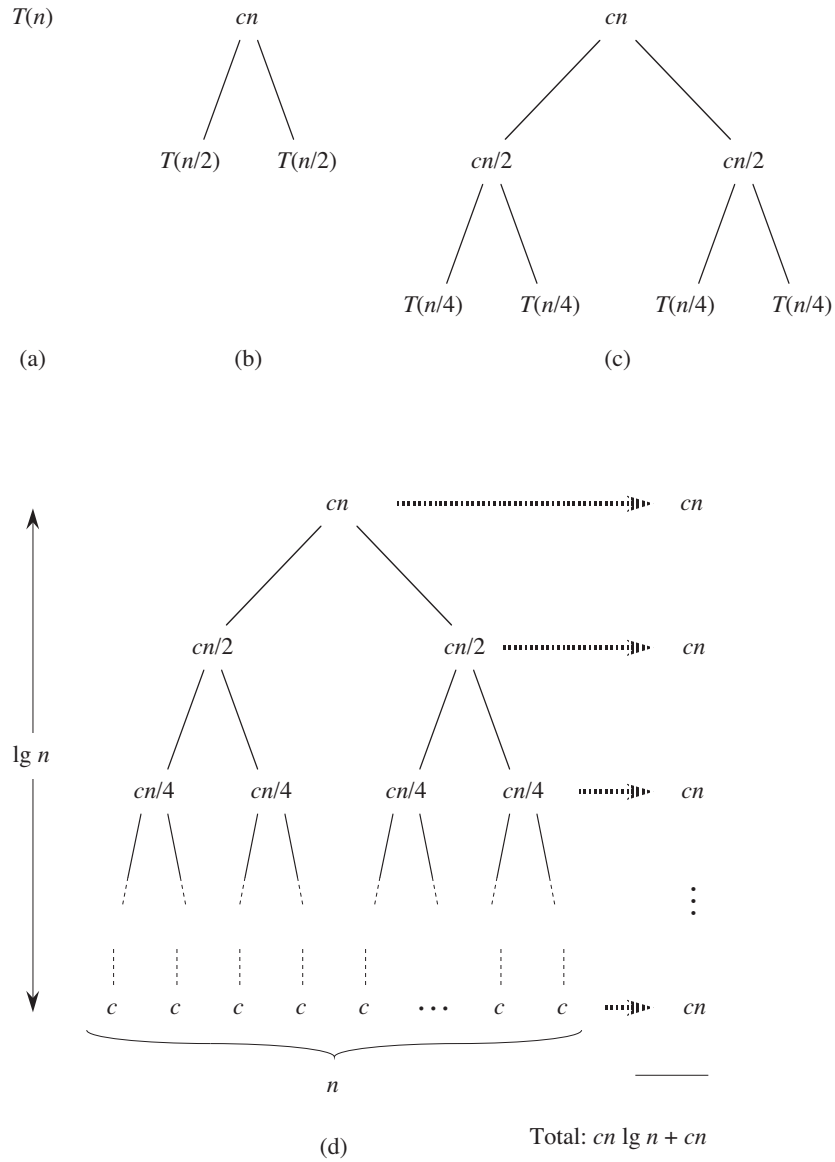 T(n) cn cn
T(n/2) T(n/2) cn/2 cn/2
T(n/4) T(n/4) T(n/4) T(n/4)
(a) (b) (c)
cn cn
cn/2 cn/2 cn
lg n
cn/4 cn/4 cn/4 cn/4 cn
c c c c c ... c c cn
n
(d) Total: cn lg n + cn